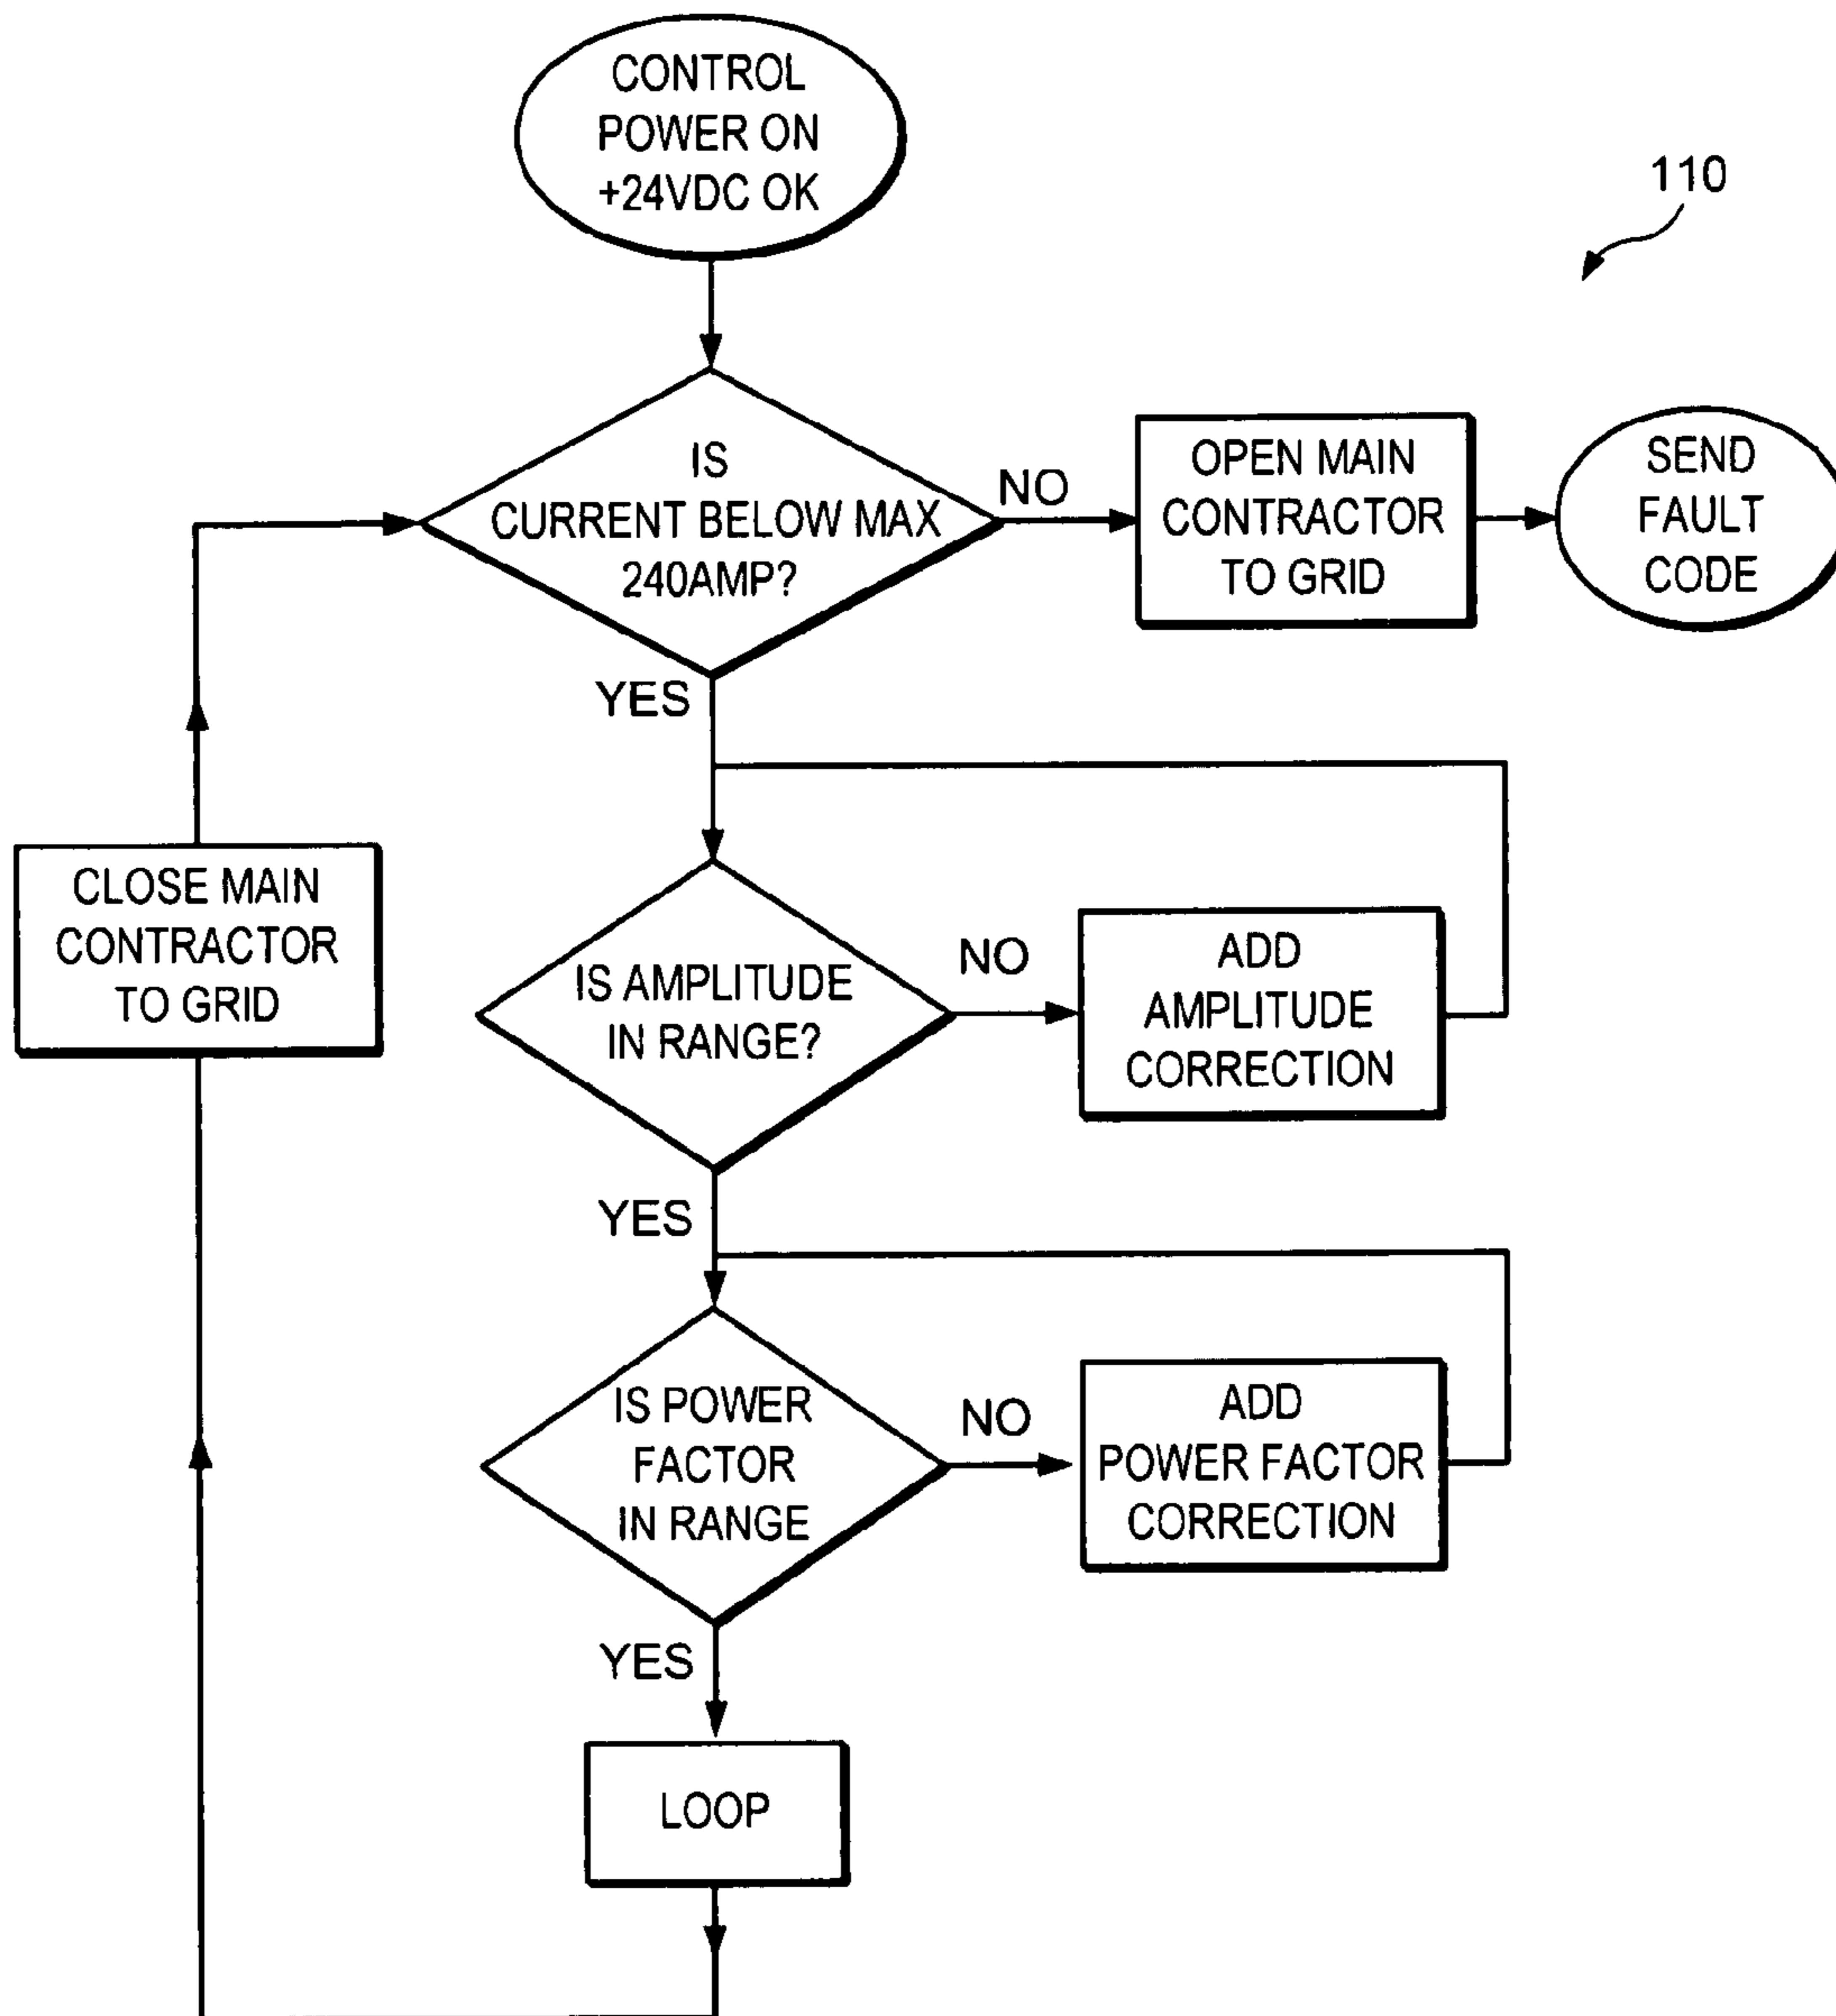 CONTROL
POWER ON
+24VDC OK
110
IS
CURRENT BELOW MAX
240AMP?
NO
OPEN MAIN
CONTRACTOR
TO GRID
SEND
FAULT
CODE
YES
CLOSE MAIN
CONTRACTOR
TO GRID
IS AMPLITUDE
IN RANGE?
NO
ADD
AMPLITUDE
CORRECTION
YES
IS POWER
FACTOR
IN RANGE
NO
ADD
POWER FACTOR
CORRECTION
YES
LOOP